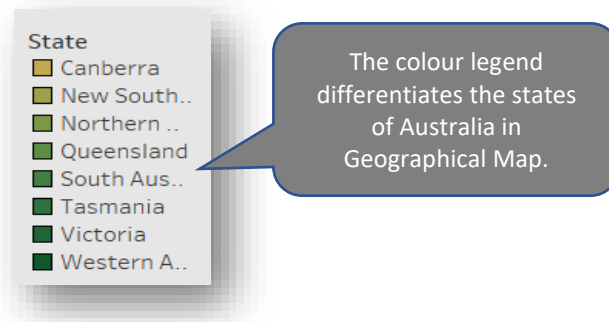 State
Canberra
New South..
Northern ..
Queensland
South Aus..
Tasmania
Victoria
Western A..
The colour legend
differentiates the states
of Australia in
Geographical Map.